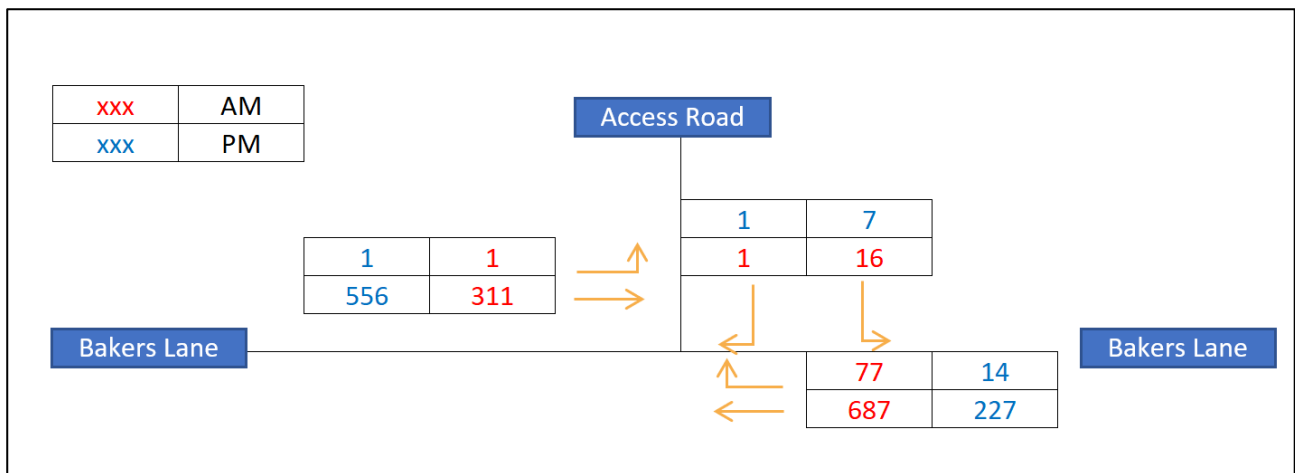 xxx AM
xxx PM
Access Road
1 7
1 16
1 1
556 311
Bakers Lane
Bakers Lane
77 14
687 227